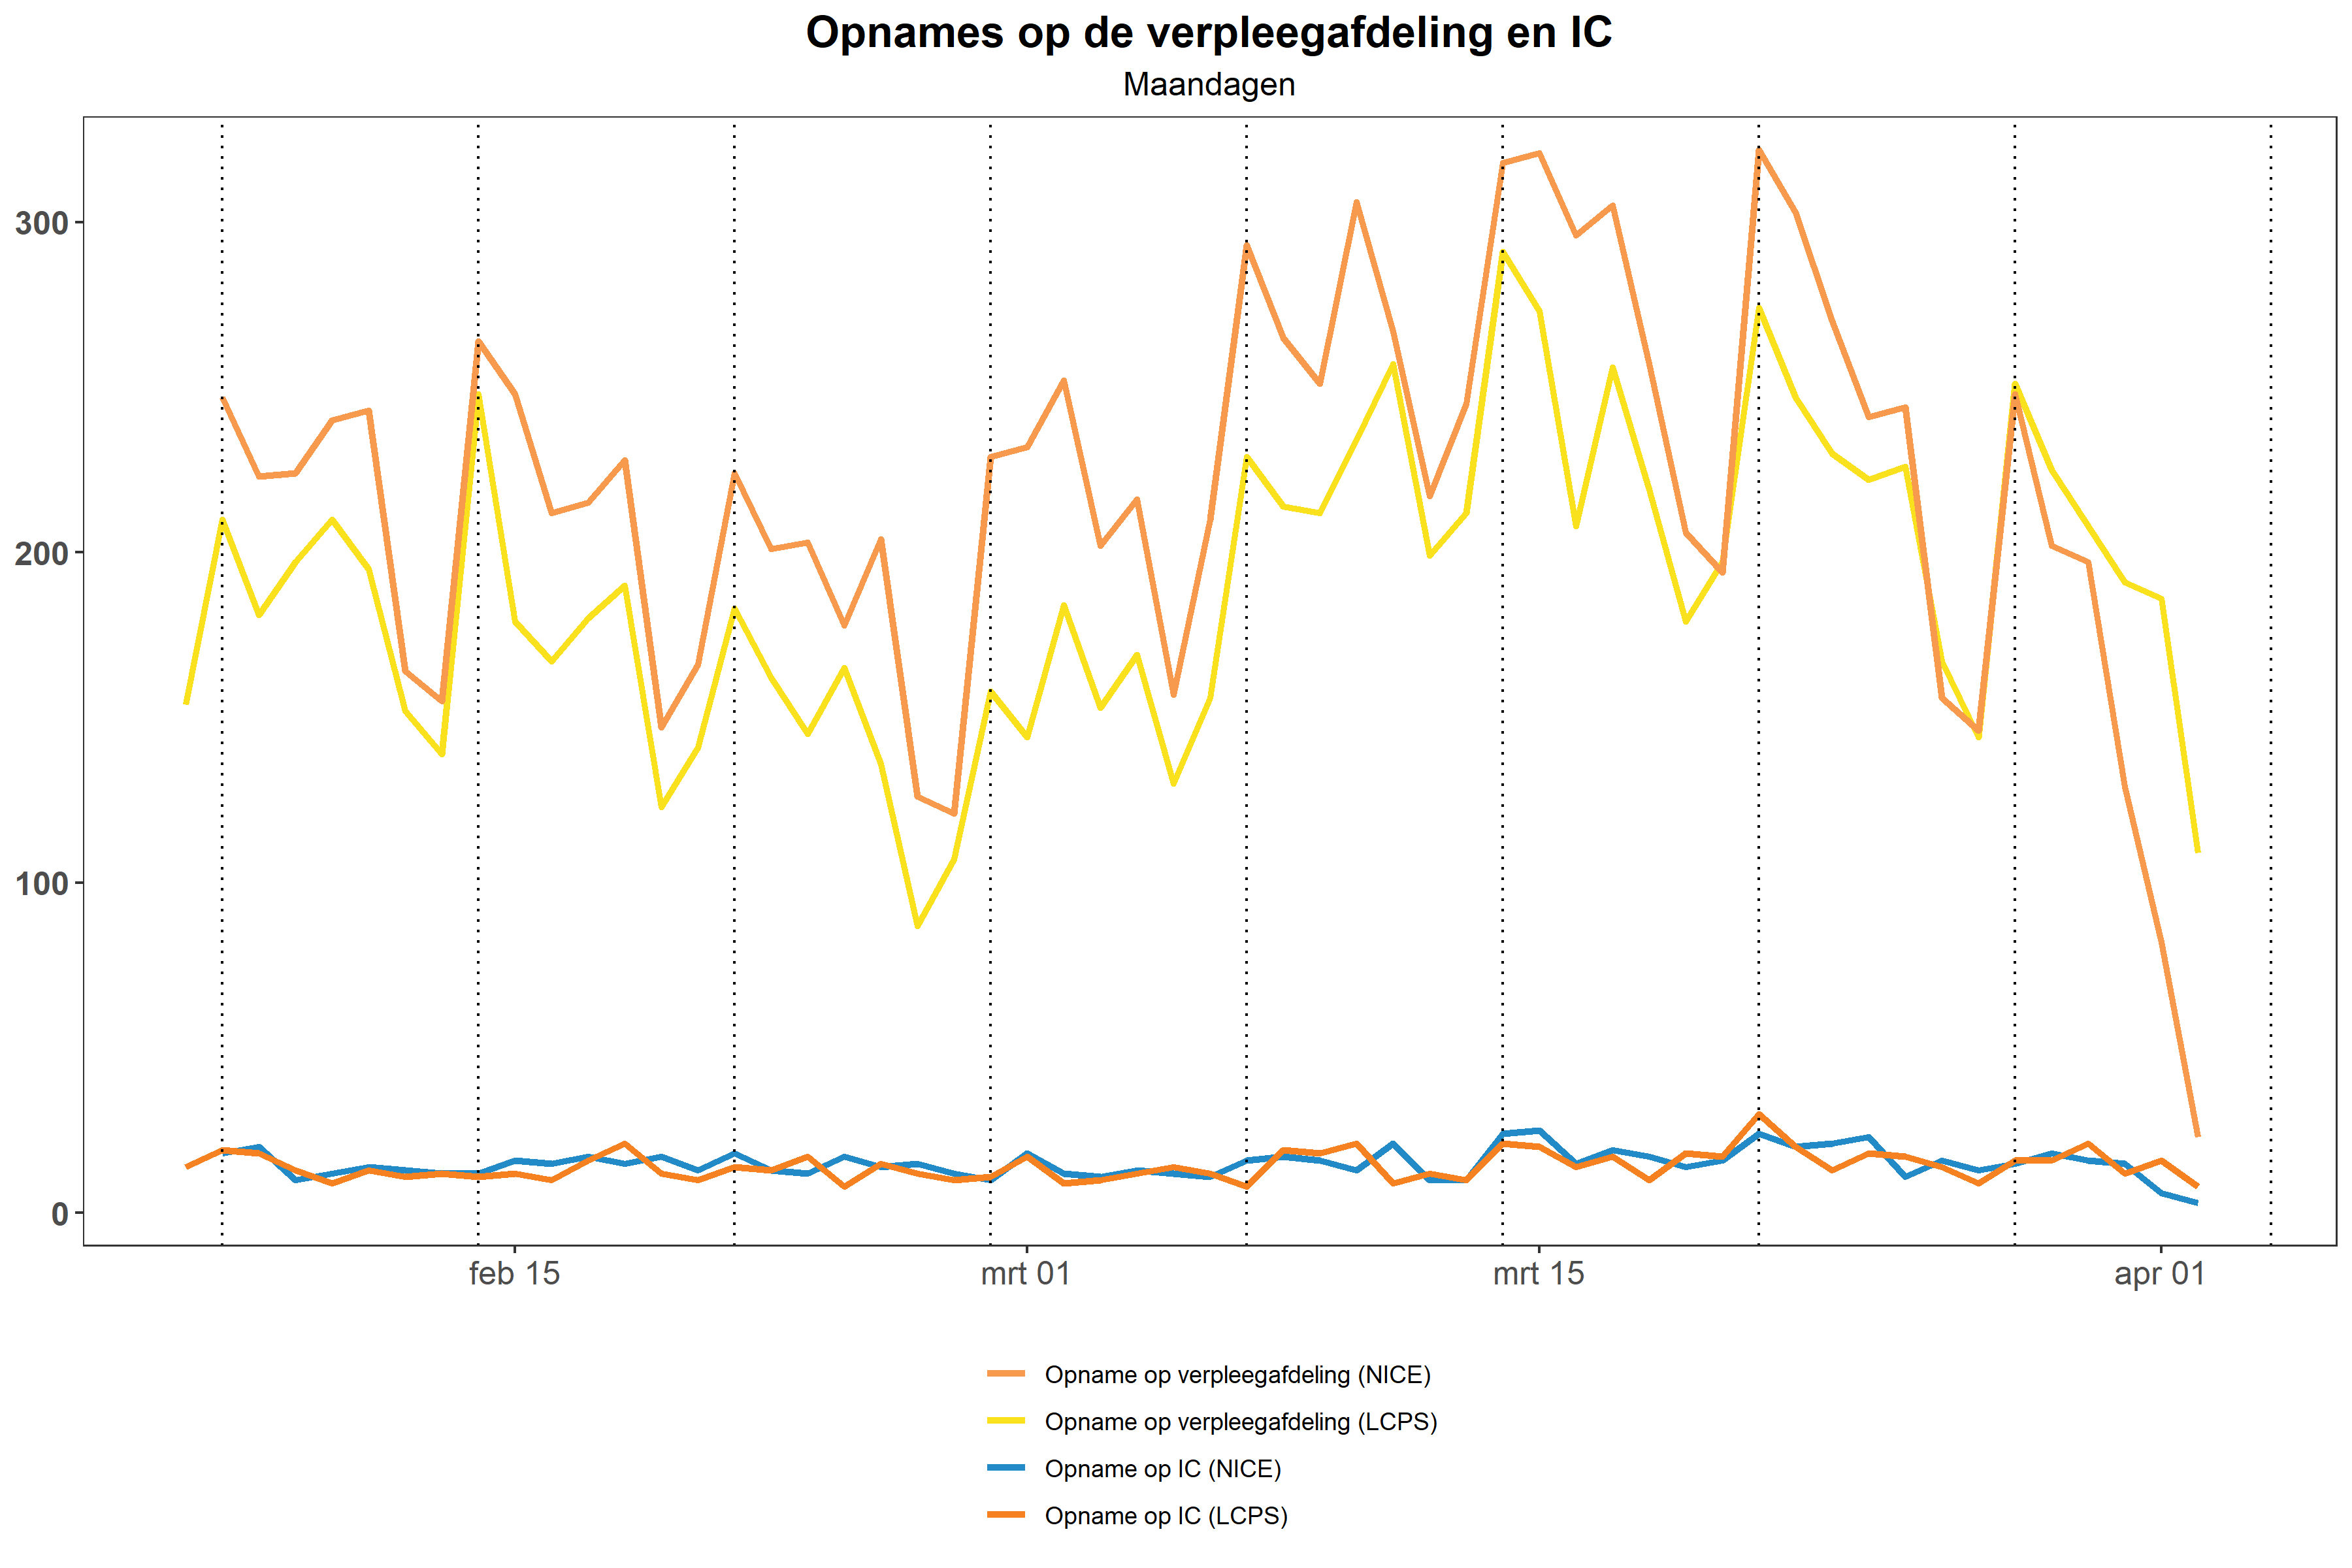 Opnames op de verpleegafdeling en IC
Maandagen
300
200
100
0
feb 15
mrt 01
mrt 15
apr 01
Opname op verpleegafdeling (NICE)
Opname op verpleegafdeling (LCPS)
Opname op IC (NICE)
Opname op IC (LCPS)